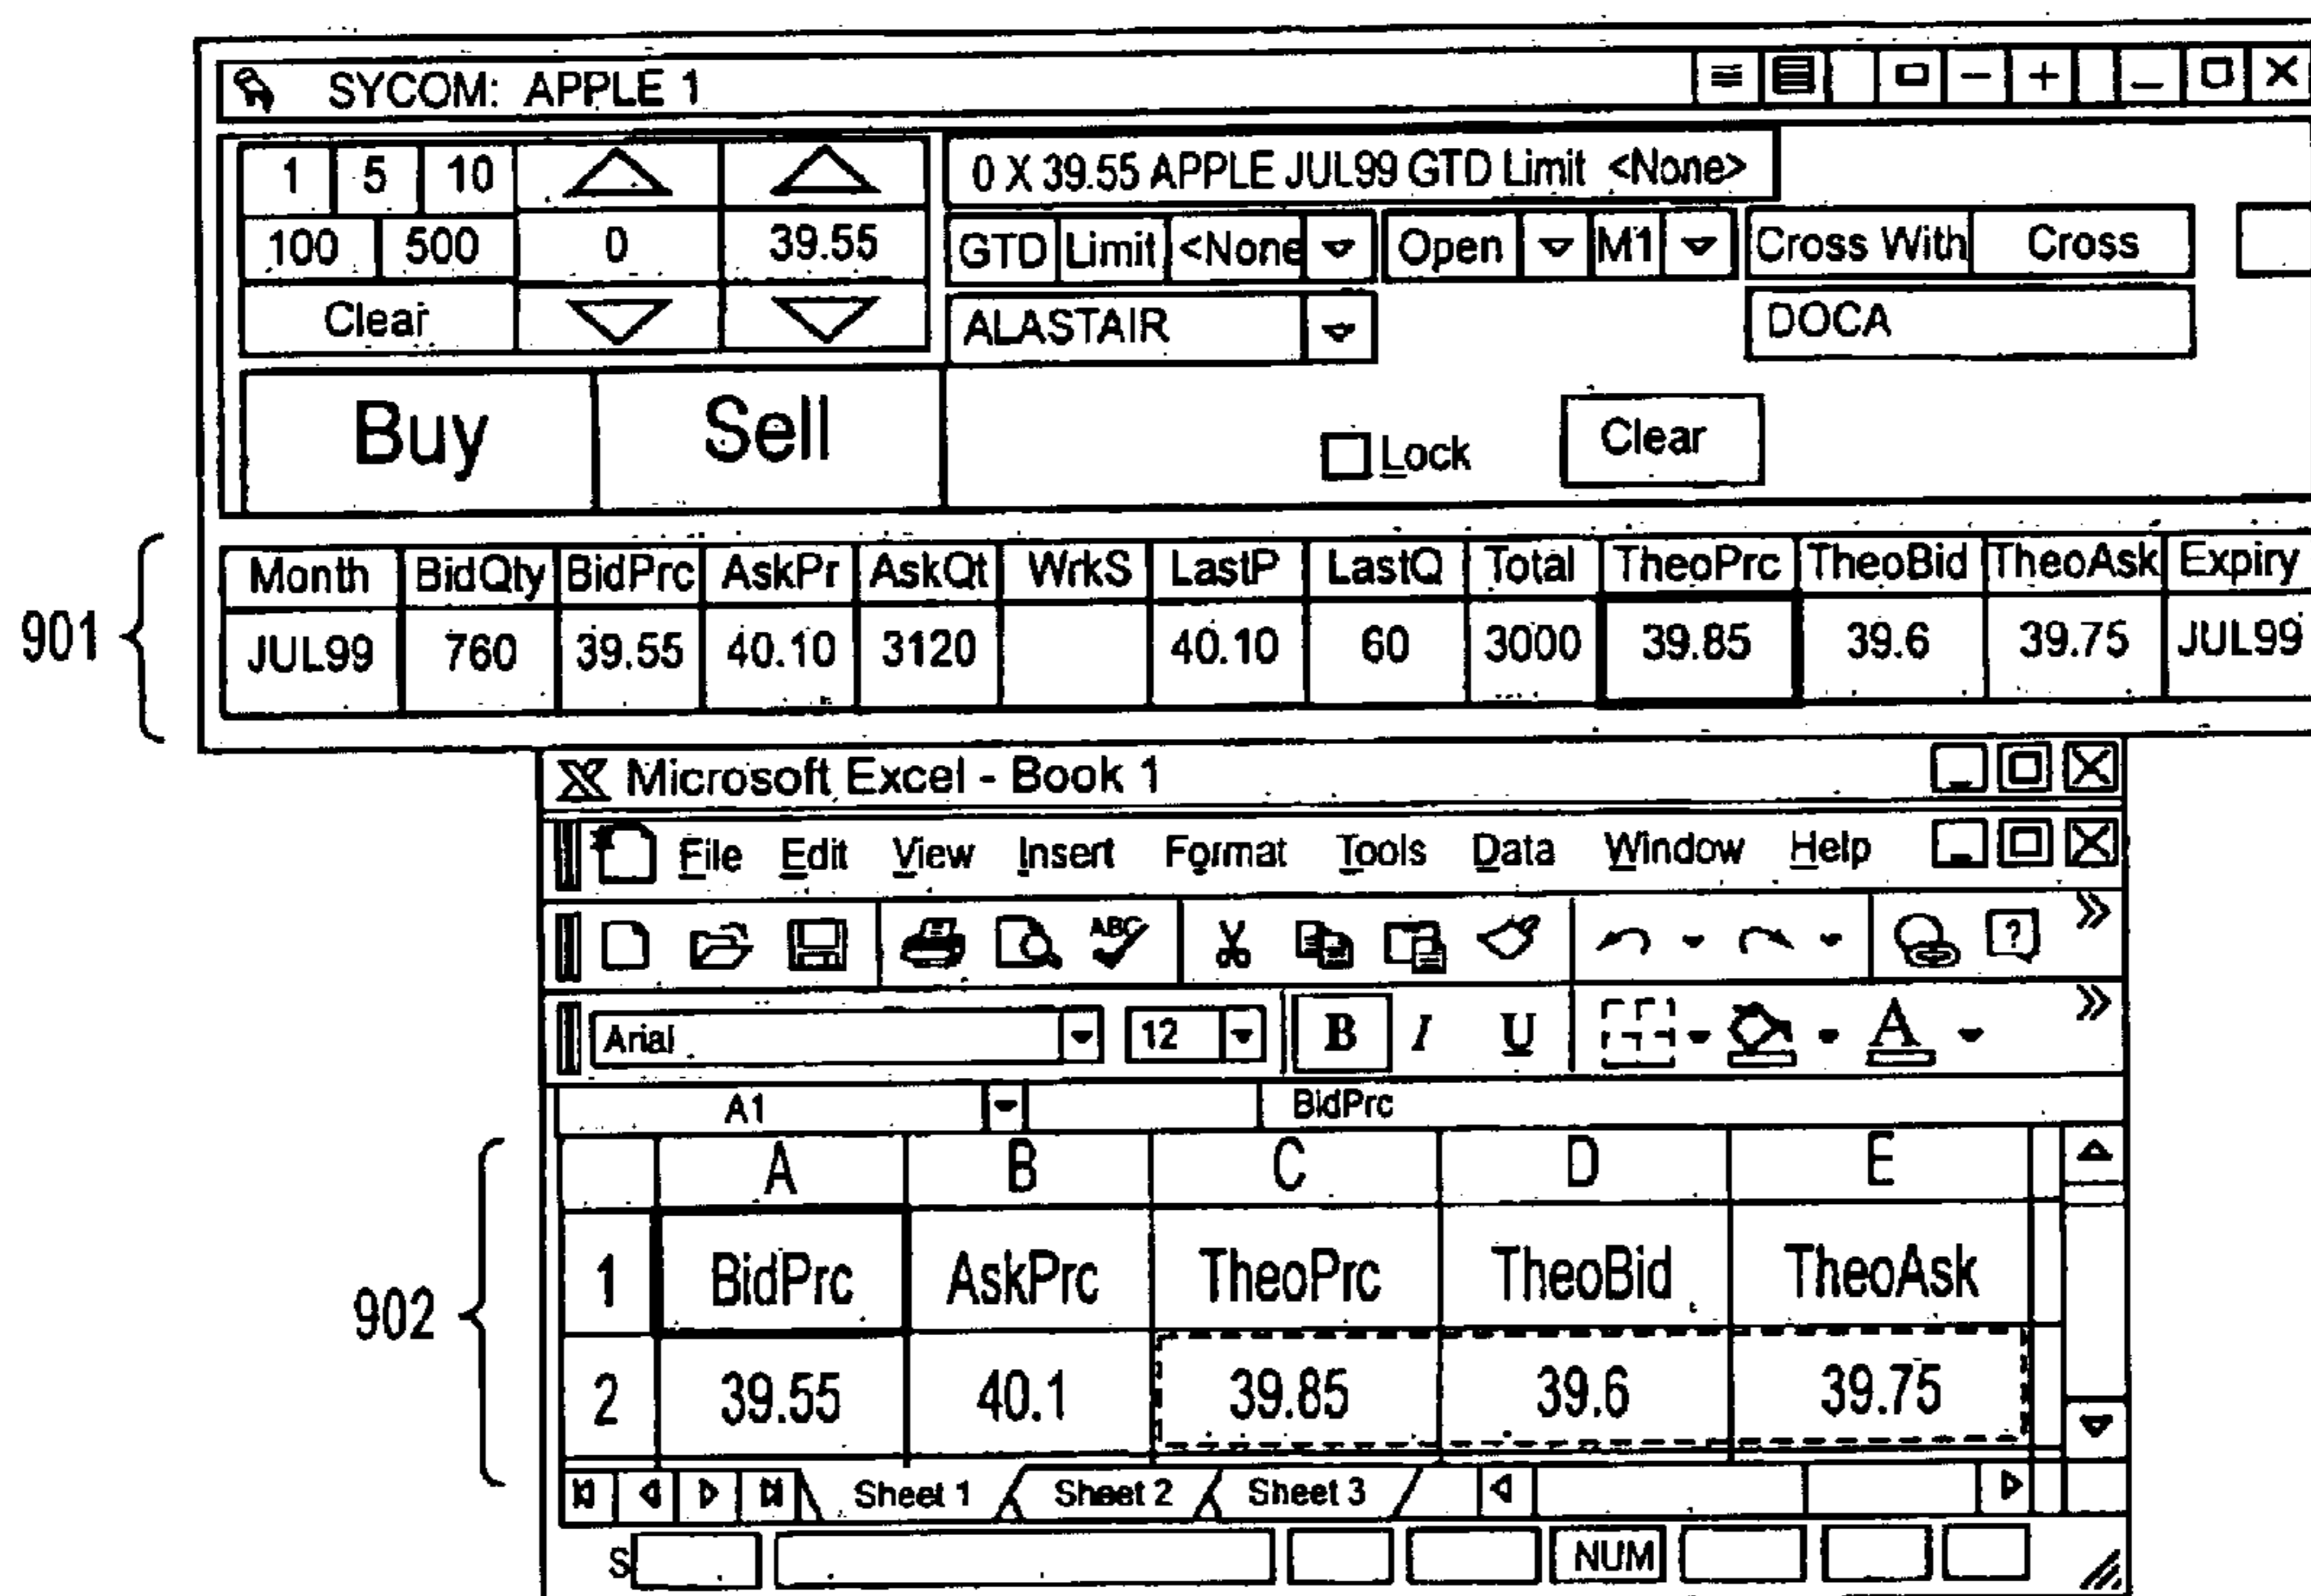 SYCOM: APPLE 1
1 5 10
0 X 39.55 APPLE JUL99 GTD Limit <None>
100 500 0 39.55
GTD Limit <None Open M1 Cross With Cross
Clear
ALASTAIR
DOCA
Buy Sell
Lock
Clear
901
Month BidQty BidPrc AskPr AskQt WrkS LastP LastQ Total TheoPrc TheoBid TheoAsk Expiry
JUL99 760 39.55 40.10 3120 40.10 60 3000 39.85 39.6 39.75 JUL99
X Microsoft Excel - Book 1
File Edit View Insert Format Tools Data Window Help
ABC ?
Arial 12 B I U A
A1 BidPrc
902
A B C D E
1 BidPrc AskPrc TheoPrc TheoBid TheoAsk
2 39.55 40.1 39.85 39.6 39.75
Sheet 1 Sheet 2 Sheet 3
S NUM